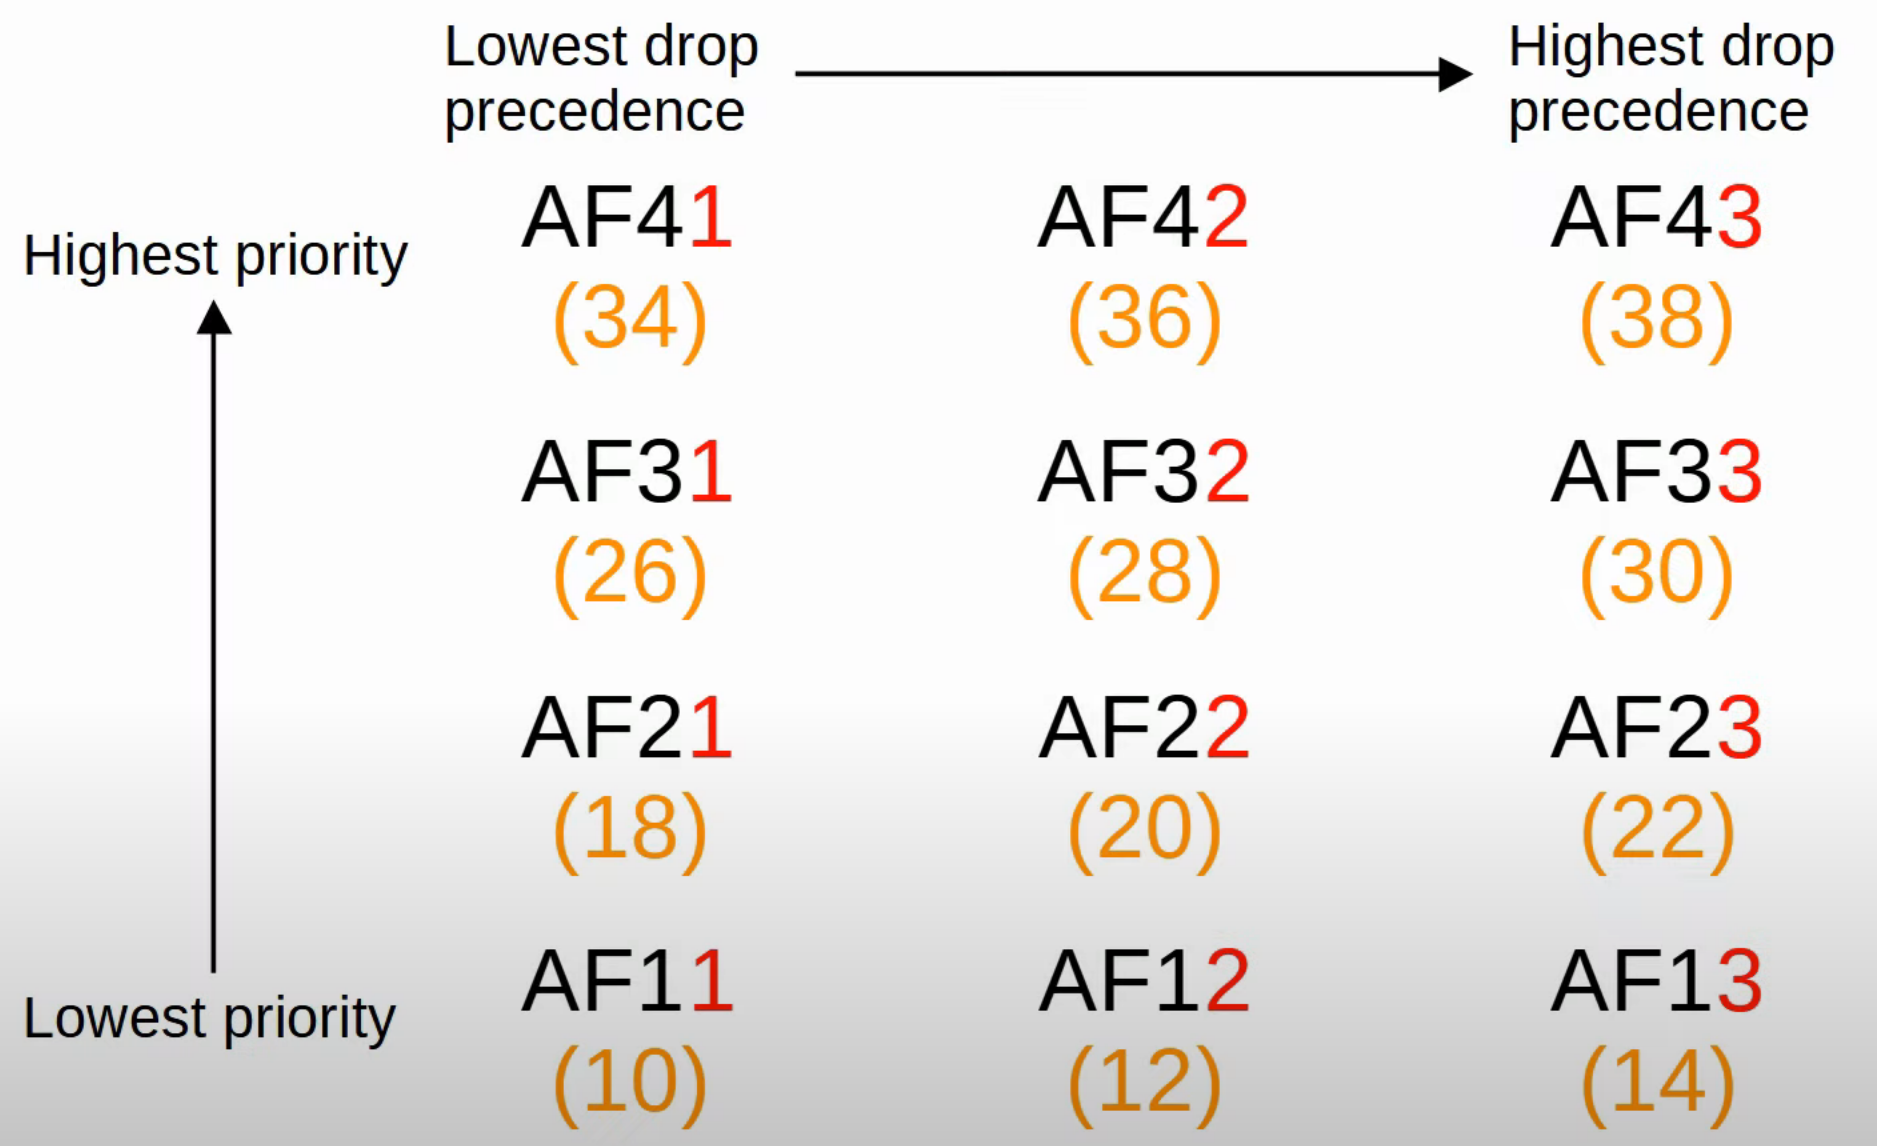 Lowest drop
precedence
Highest drop
precedence
Highest priority
AF41
AF42
AF43
(34)
(36)
(38)
AF31
AF32
AF33
(26)
(28)
(30)
AF21
AF22
AF23
(18)
(20)
(22)
Lowest priority
AF11
AF12
AF13
(10)
(12)
(14)